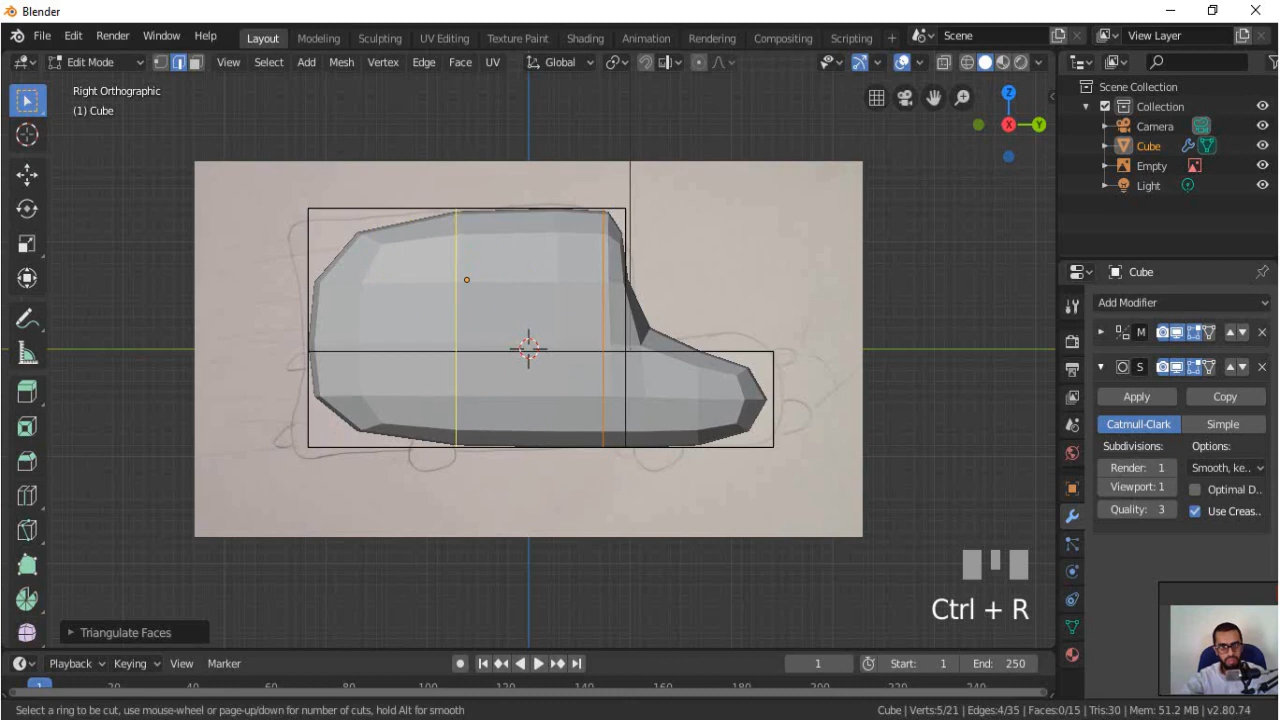 Blender
File Edit Render Window Help
Layout Modeling Sculpting UV Editing Texture Paint Shading Animation Rendering Compositing Scripting +
Scene
View Layer
Edit Mode
View Select Add Mesh Vertex Edge Face UV
Global
Right Orthographic
(1) Cube
Z
X
Y
Scene Collection
Collection
Camera
Cube
Empty
Light
Cube
Add Modifier
M
S
Apply Copy
Catmull-Clark Simple
Subdivisions: Options:
Render: 1 Smooth, ke..
Viewport: 1 Optimal D..
Quality: 3 Use Creas..
Ctrl + R
Triangulate Faces
Playback Keying View Marker
1 Start: 1 End: 250
1 20 80 100 120 140 160 180 200 220 240
Select a ring to be cut, use mouse-wheel or page-up/down for number of cuts, hold Alt for smooth
Cube | Verts:5/21 | Edges:4/35 | Faces:0/15 | Tris:30 | Mem: 51.2 MB | v2.80.74